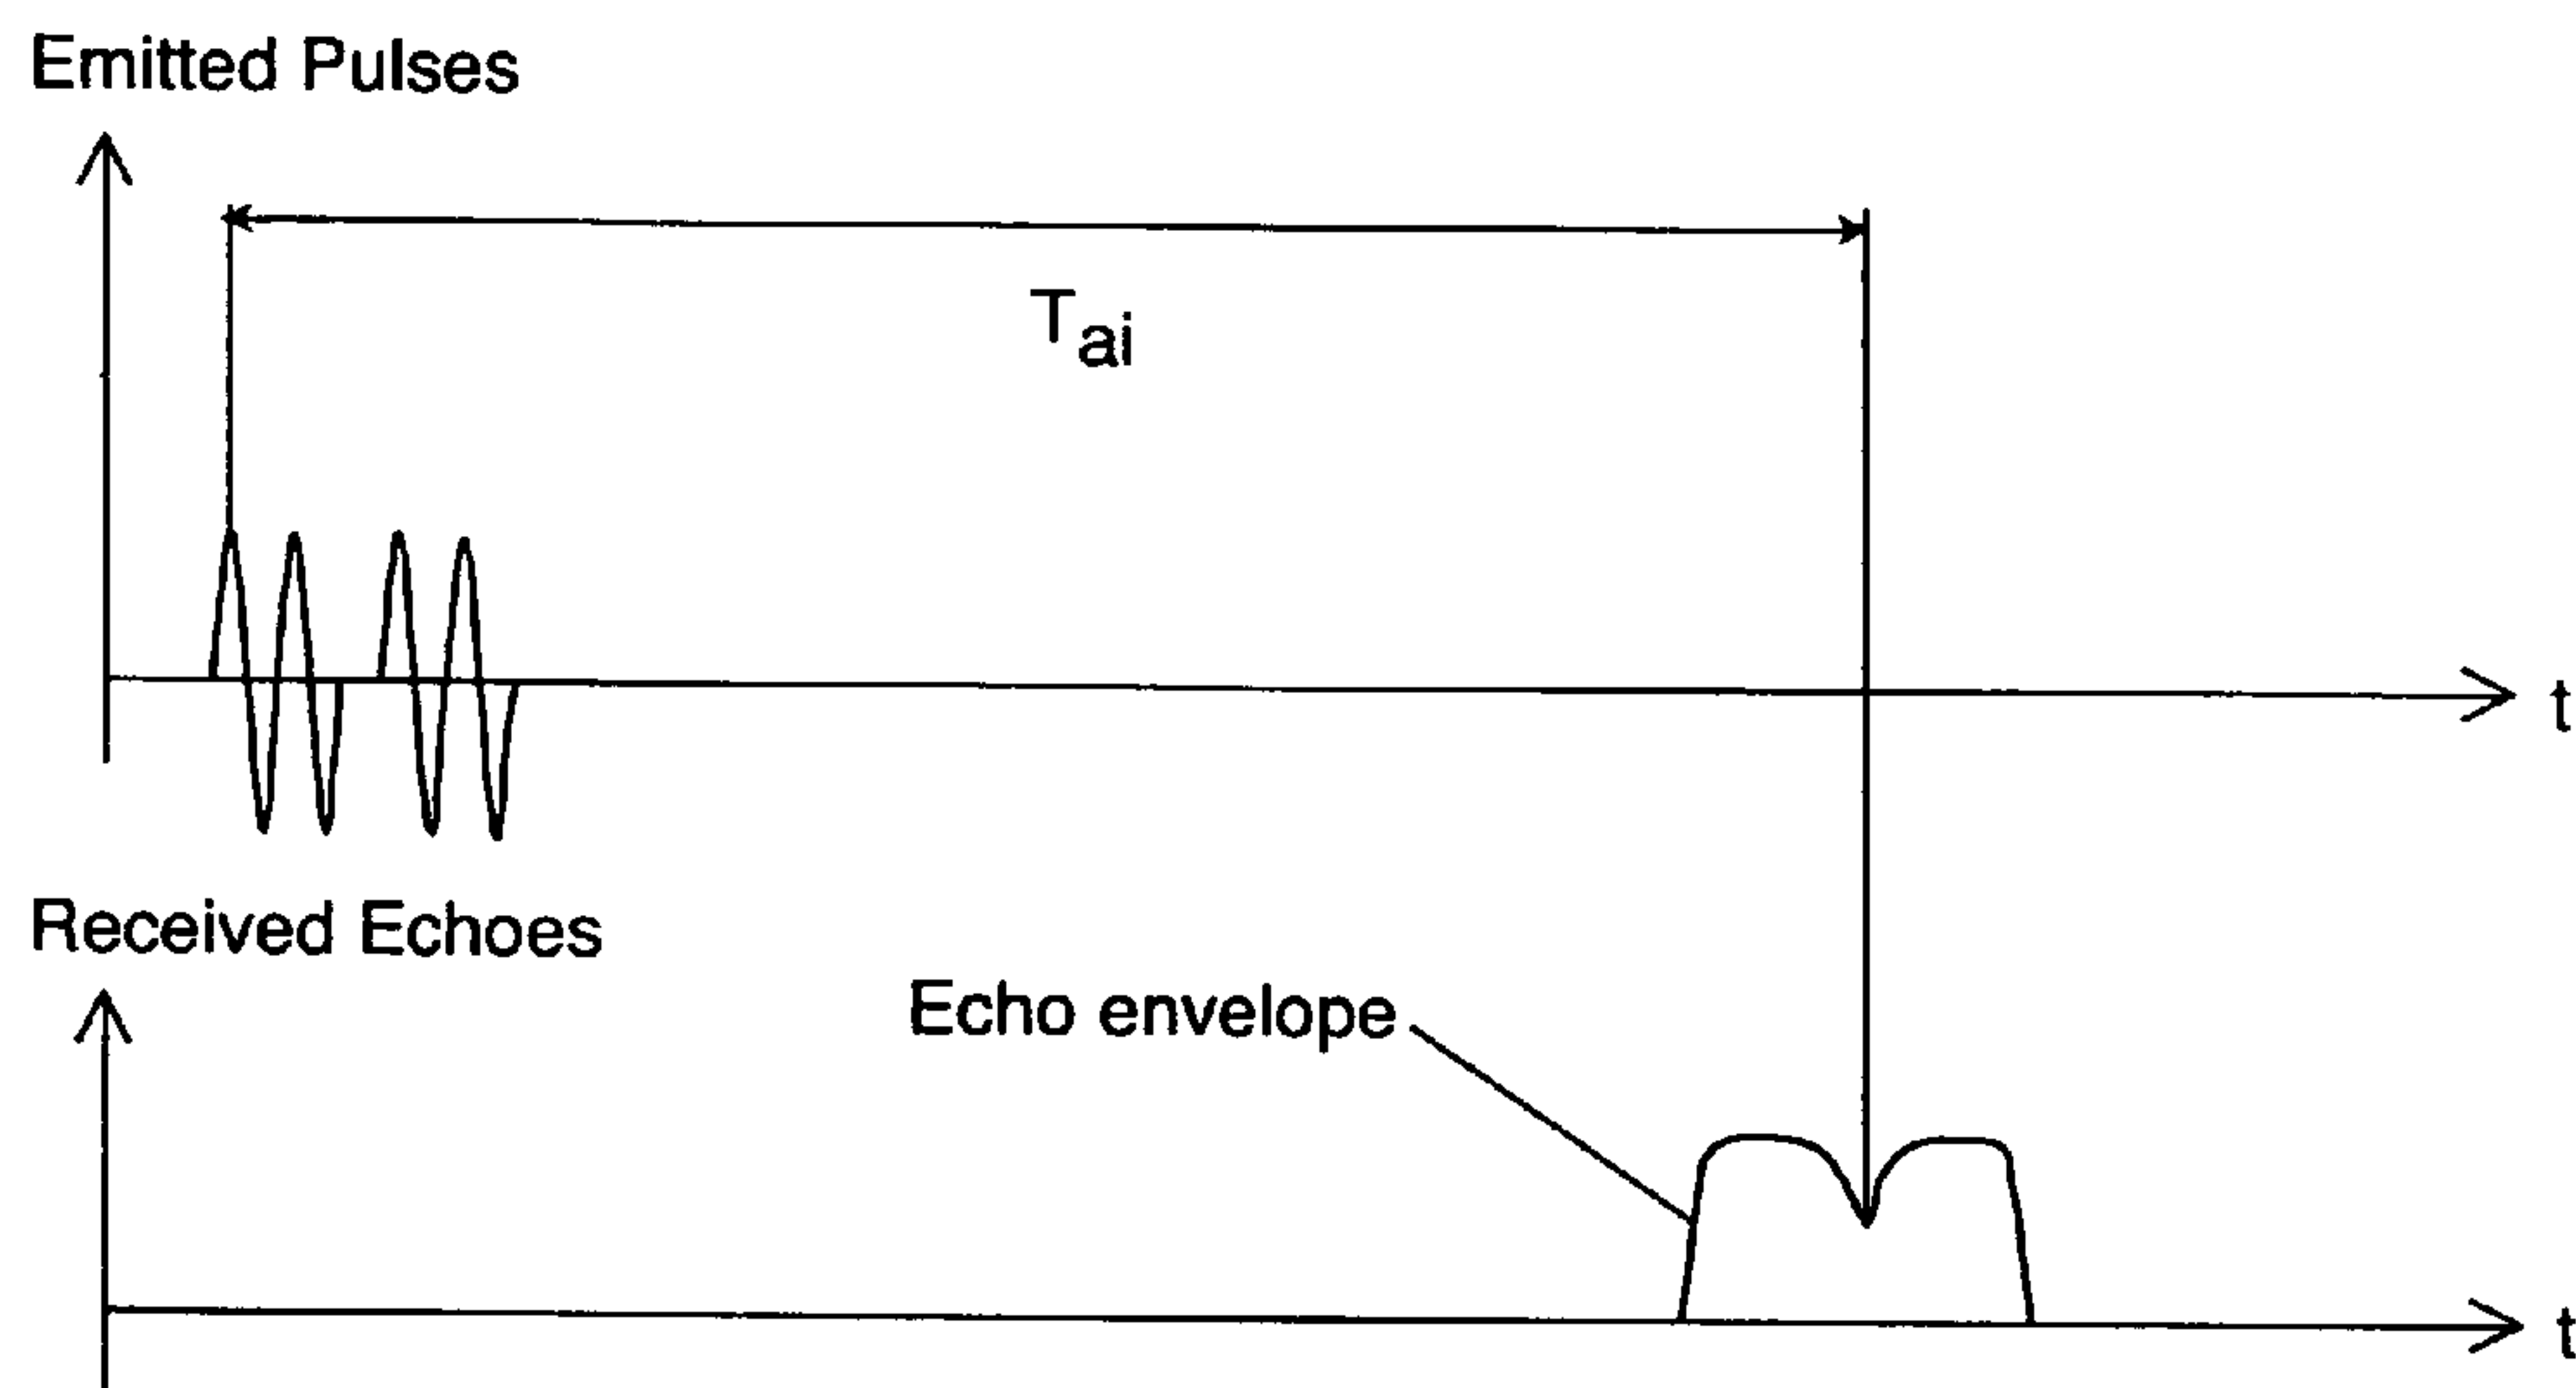 Emitted Pulses
Tai
t
Received Echoes
Echo envelope
t